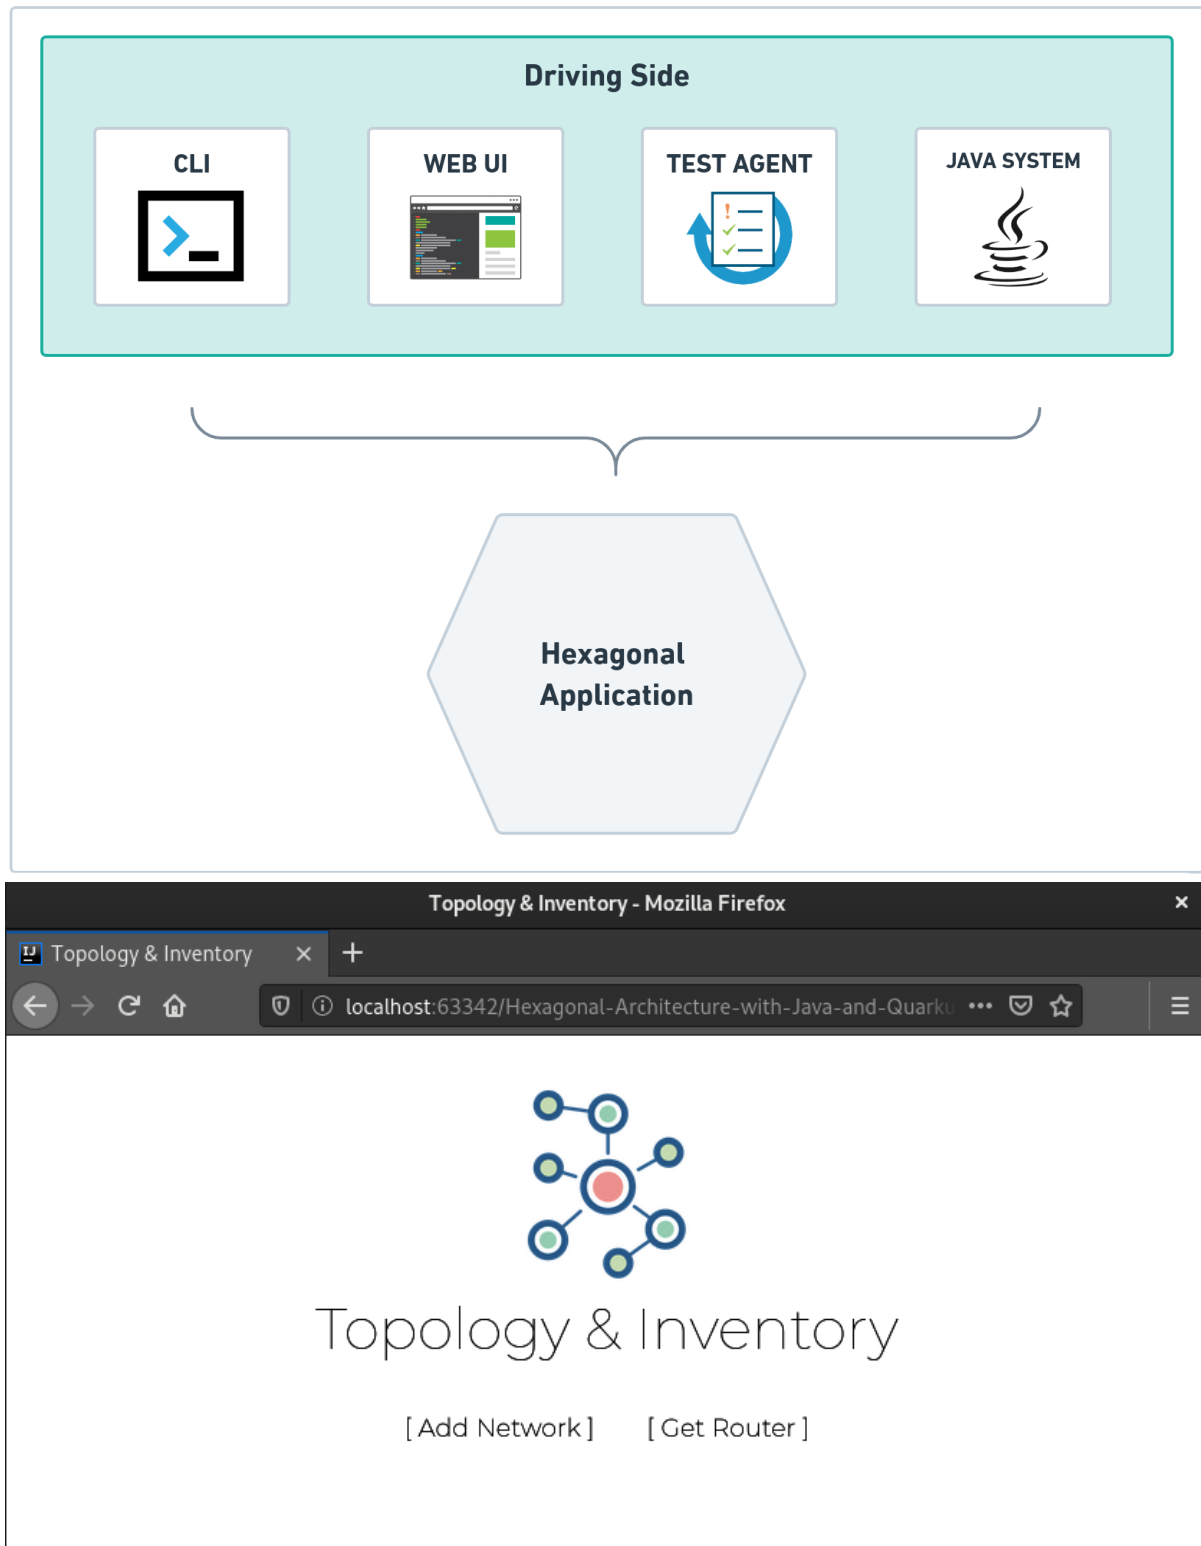 Driving Side
CLI
WEB UI
TEST AGENT
JAVA SYSTEM
Hexagonal
Application
Topology & Inventory - Mozilla Firefox
Topology & Inventory
localhost:63342/Hexagonal-Architecture-with-Java-and-Quarku
Topology & Inventory
[ Add Network ] [ Get Router ]